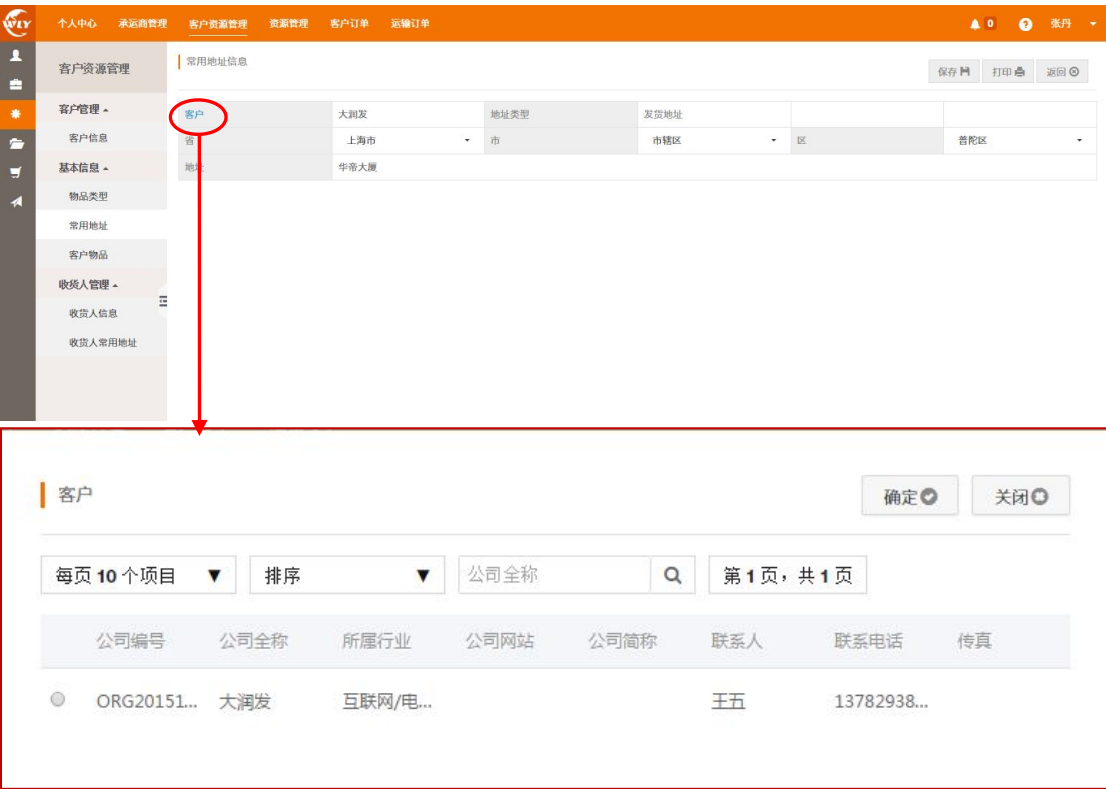 WLY 个人中心 承运商管理 客户资源管理 资源管理 客户订单 运输订单 0 张丹
客户资源管理
客户管理
客户信息
基本信息
物品类型
常用地址
客户物品
收货人管理
收货人信息
收货人常用地址
常用地址信息
保存 打印 返回
客户 大润发 地址类型 发货地址
省 上海市 市 市辖区 区 普陀区
地址 华帝大厦
客户 确定 关闭
每页 10 个项目 ▼ 排序 ▼ 公司全称 第 1 页，共 1 页
公司编号 公司全称 所属行业 公司网站 公司简称 联系人 联系电话 传真
ORG20151... 大润发 互联网/电... 王五 13782938...